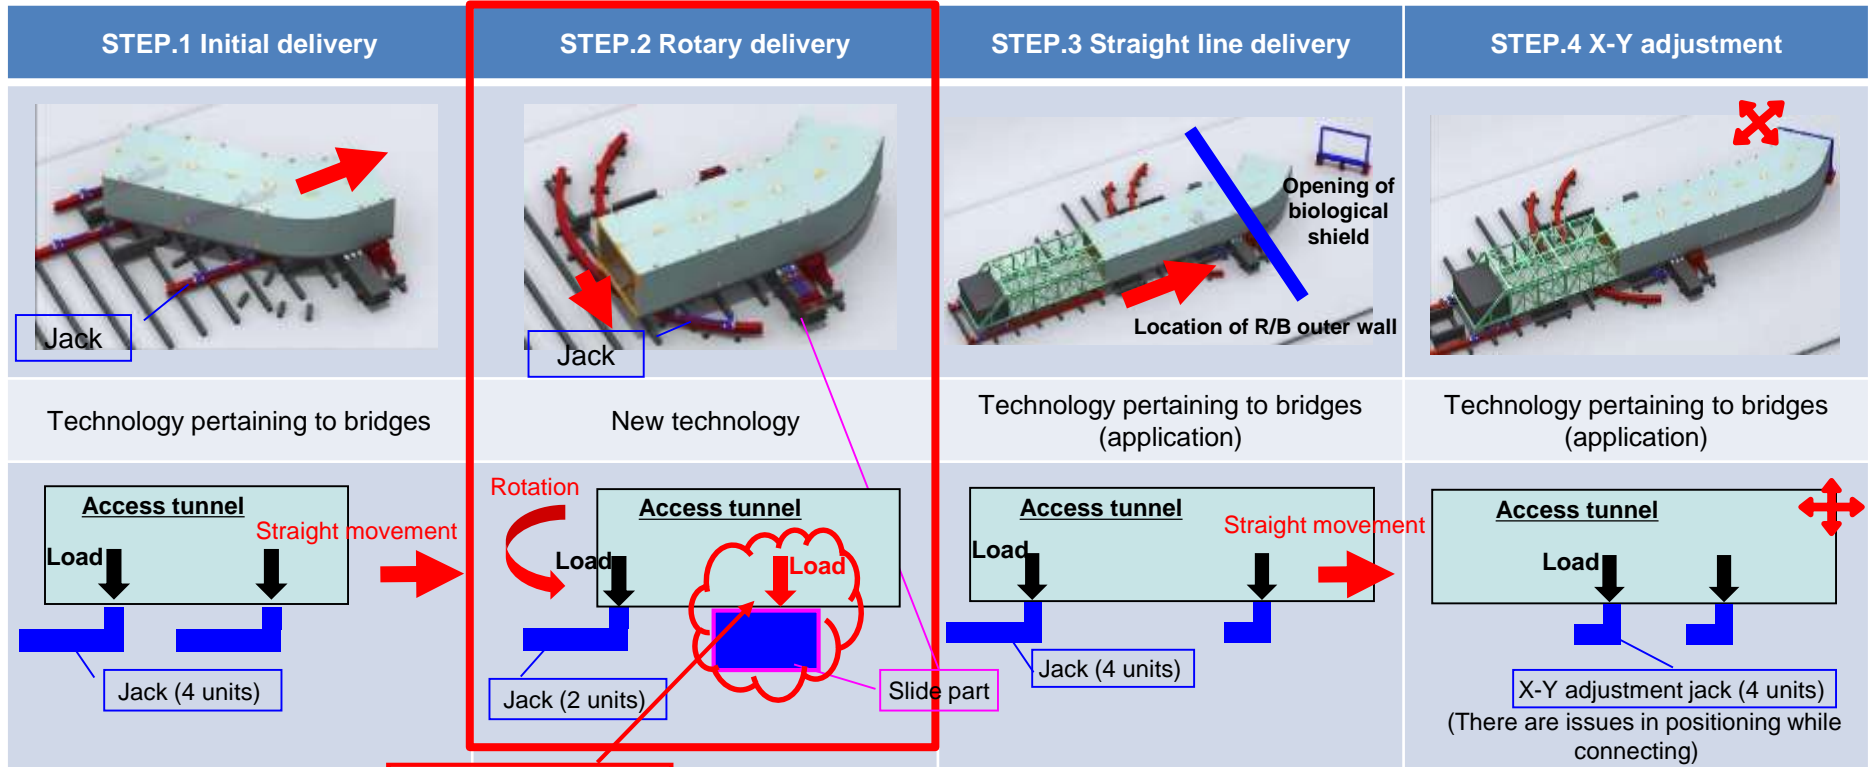 STEP.1 Initial delivery
STEP.2 Rotary delivery
STEP.3 Straight line delivery
STEP.4 X-Y adjustment
Jack
Jack
Opening of
biological
shield
Location of R/B outer wall
Technology pertaining to bridges
New technology
Technology pertaining to bridges
(application)
Technology pertaining to bridges
(application)
Access tunnel
Straight movement
Load
Jack (4 units)
Rotation
Access tunnel
Load
Load
Jack (2 units)
Slide part
Access tunnel
Straight movement
Load
Jack (4 units)
Access tunnel
Load
X-Y adjustment jack (4 units)
(There are issues in positioning while
connecting)